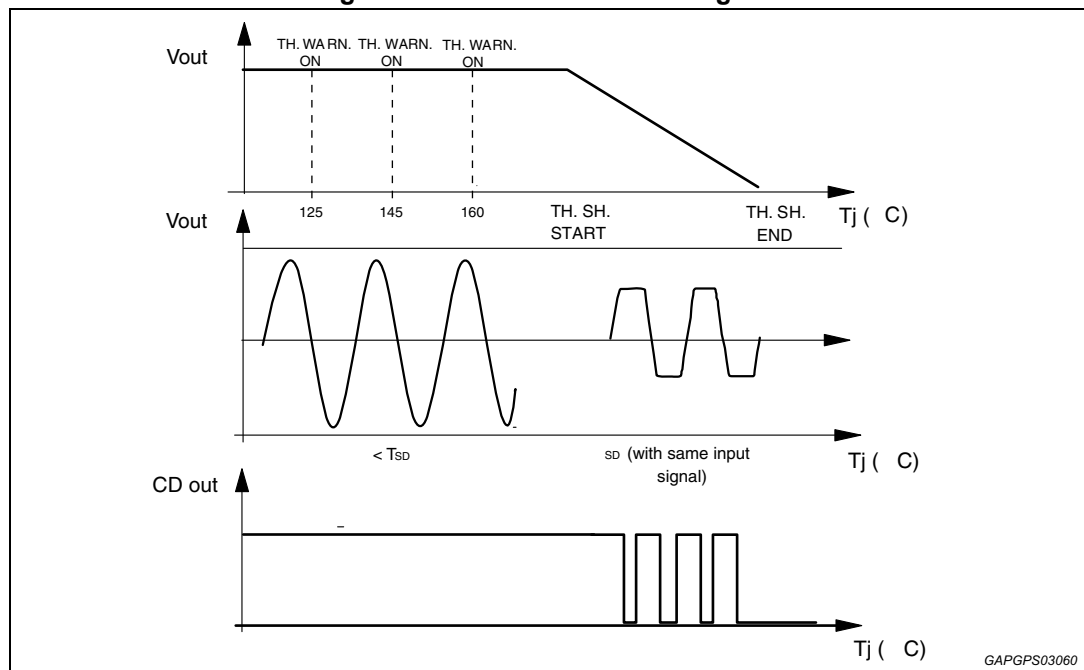 Vout
TH. WARN. TH. WARN. TH. WARN.
ON ON ON
125 145 160 TH. SH. START TH. SH. END Tj ( C)
Vout
< TSD
SD (with same input signal)
Tj ( C)
CD out
Tj ( C)
GAPGPS03060